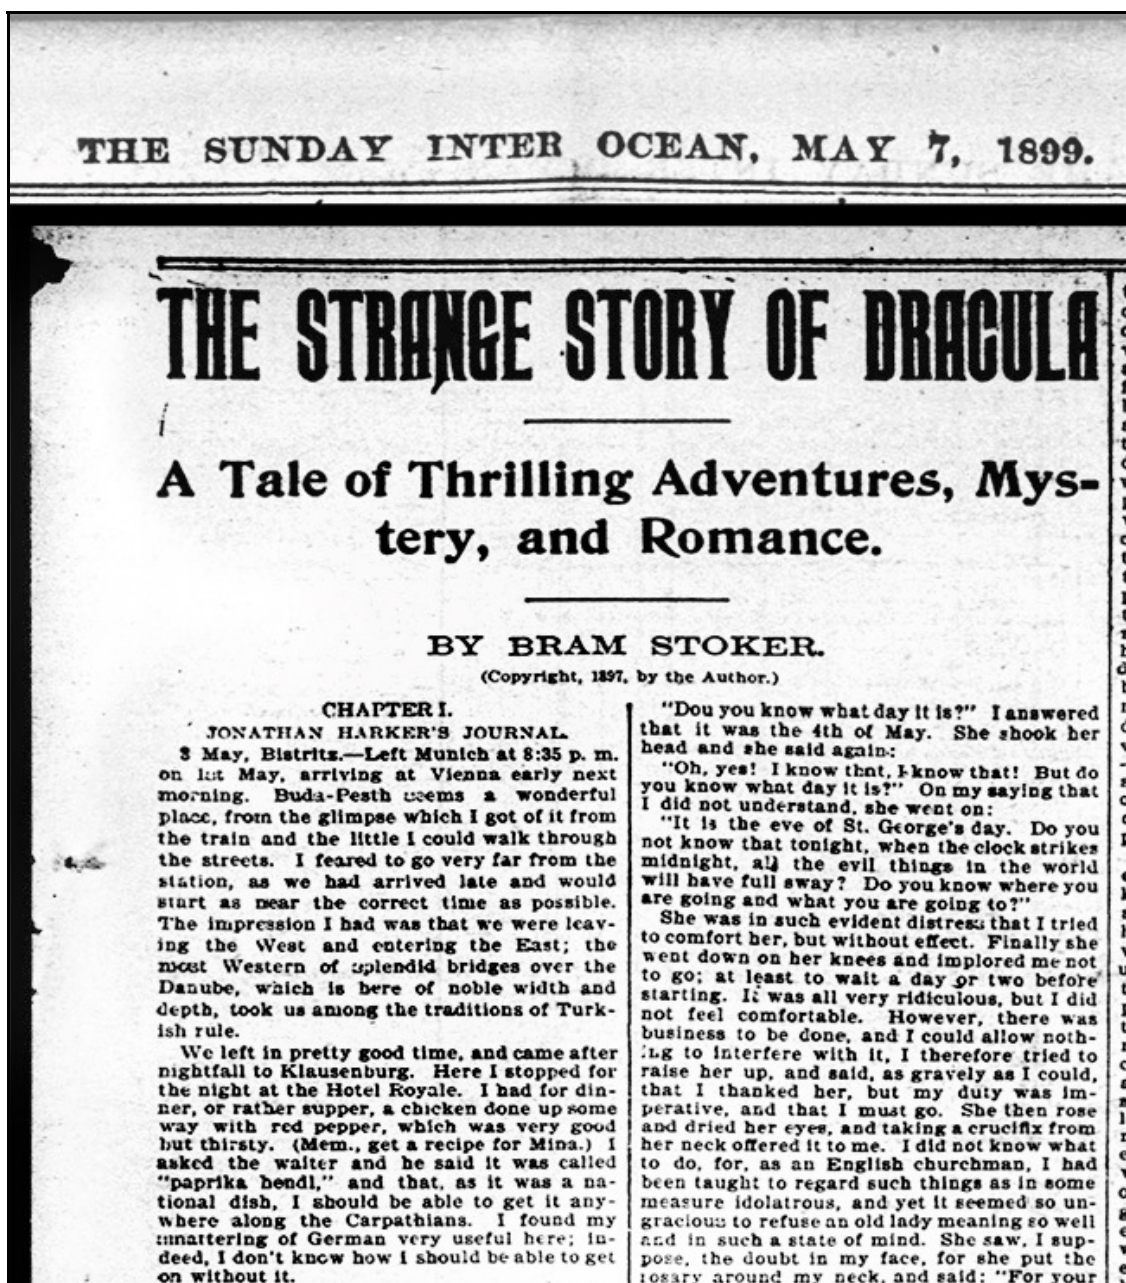 THE SUNDAY INTER OCEAN, MAY 7, 1899.
THE STRANGE STORY OF DRACULA
A Tale of Thrilling Adventures, Mys-
tery, and Romance.
BY BRAM STOKER.
(Copyright, 1897, by the Author.)
CHAPTER I.
JONATHAN HARKER'S JOURNAL.
3 May, Bistritz.—Left Munich at 8:35 p. m.
on 1st May, arriving at Vienna early next
morning. Buda-Pesth seems a wonderful
place, from the glimpse which I got of it from
the train and the little I could walk through
the streets. I feared to go very far from the
station, as we had arrived late and would
start as near the correct time as possible.
The impression I had was that we were leav-
ing the West and entering the East; the
most Western of splendid bridges over the
Danube, which is here of noble width and
depth, took us among the traditions of Turk-
ish rule.
We left in pretty good time, and came after
nightfall to Klausenburg. Here I stopped for
the night at the Hotel Royale. I had for din-
ner, or rather supper, a chicken done up some
way with red pepper, which was very good
but thirsty. (Mem., get a recipe for Mina.) I
asked the waiter and he said it was called
"paprika hendl," and that, as it was a na-
tional dish, I should be able to get it any-
where along the Carpathians. I found my
smattering of German very useful here; in-
deed, I don't know how I should be able to get
on without it.
"Dou you know what day it is?" I answered
that it was the 4th of May. She shook her
head and she said again:
"Oh, yes! I know that, I know that! But do
you know what day it is?" On my saying that
I did not understand, she went on:
"It is the eve of St. George's day. Do you
not know that tonight, when the clock strikes
midnight, all the evil things in the world
will have full sway? Do you know where you
are going and what you are going to?"
She was in such evident distress that I tried
to comfort her, but without effect. Finally she
went down on her knees and implored me not
to go; at least to wait a day or two before
starting. It was all very ridiculous, but I did
not feel comfortable. However, there was
business to be done, and I could allow noth-
ing to interfere with it, I therefore tried to
raise her up, and said, as gravely as I could,
that I thanked her, but my duty was im-
perative, and that I must go. She then rose
and dried her eyes, and taking a crucifix from
her neck offered it to me. I did not know what
to do, for, as an English churchman, I had
been taught to regard such things as in some
measure idolatrous, and yet it seemed so un-
gracious to refuse an old lady meaning so well
and in such a state of mind. She saw, I sup-
pose, the doubt in my face, for she put the
rosary around my neck, and said: "For your